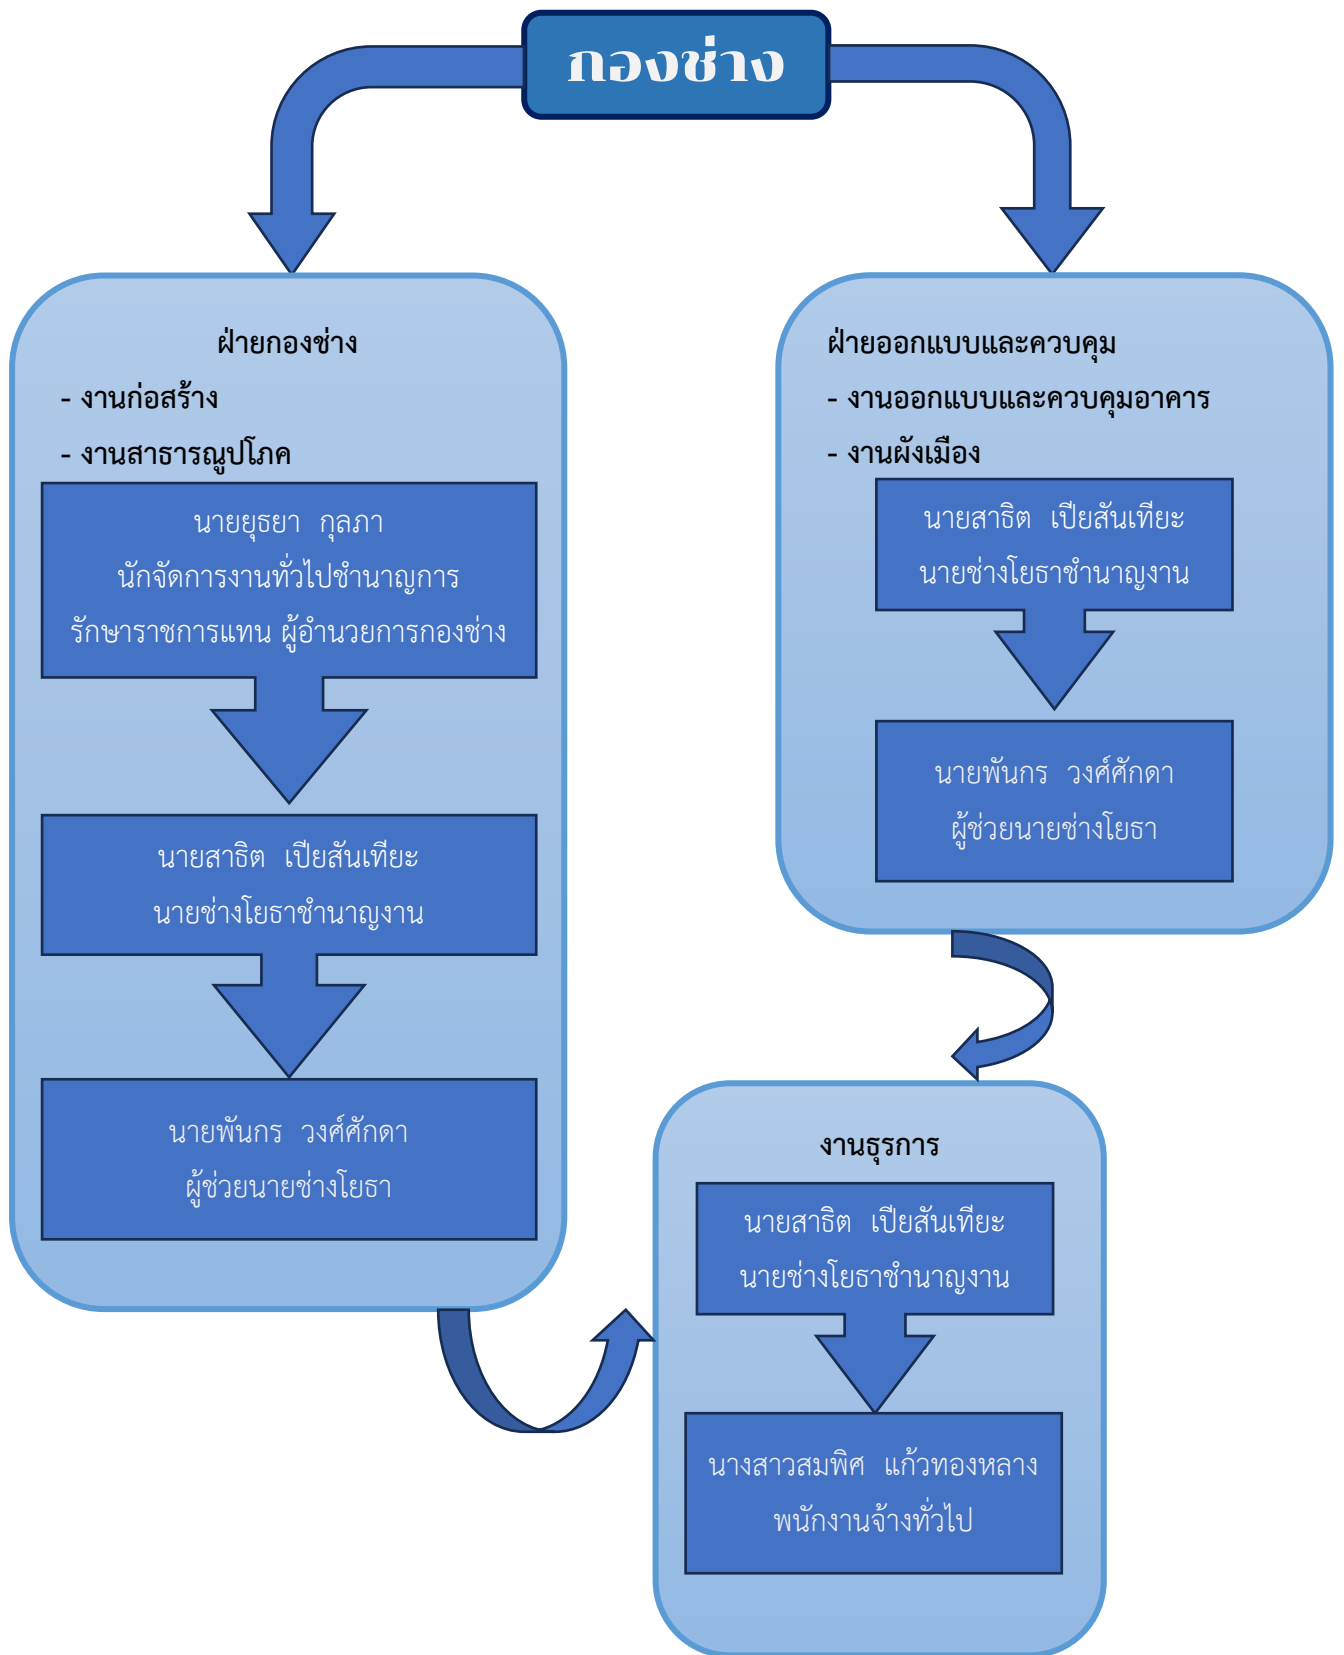 กองช่าง
ฝ่ายกองช่าง
- งานก่อสร้าง
- งานสาธารณูปโภค
นายยุธยา กุลภา
นักจัดการงานทั่วไปชำนาญการ
รักษาราชการแทน ผู้อำนวยการกองช่าง
นายสาธิต เปียสันเทียะ
นายช่างโยธาชำนาญงาน
นายพันกร วงศ์ศักดา
ผู้ช่วยนายช่างโยธา
ฝ่ายออกแบบและควบคุม
- งานออกแบบและควบคุมอาคาร
- งานผังเมือง
นายสาธิต เปียสันเทียะ
นายช่างโยธาชำนาญงาน
นายพันกร วงศ์ศักดา
ผู้ช่วยนายช่างโยธา
งานธุรการ
นายสาธิต เปียสันเทียะ
นายช่างโยธาชำนาญงาน
นางสาวสมพิศ แก้วทองหลาง
พนักงานจ้างทั่วไป